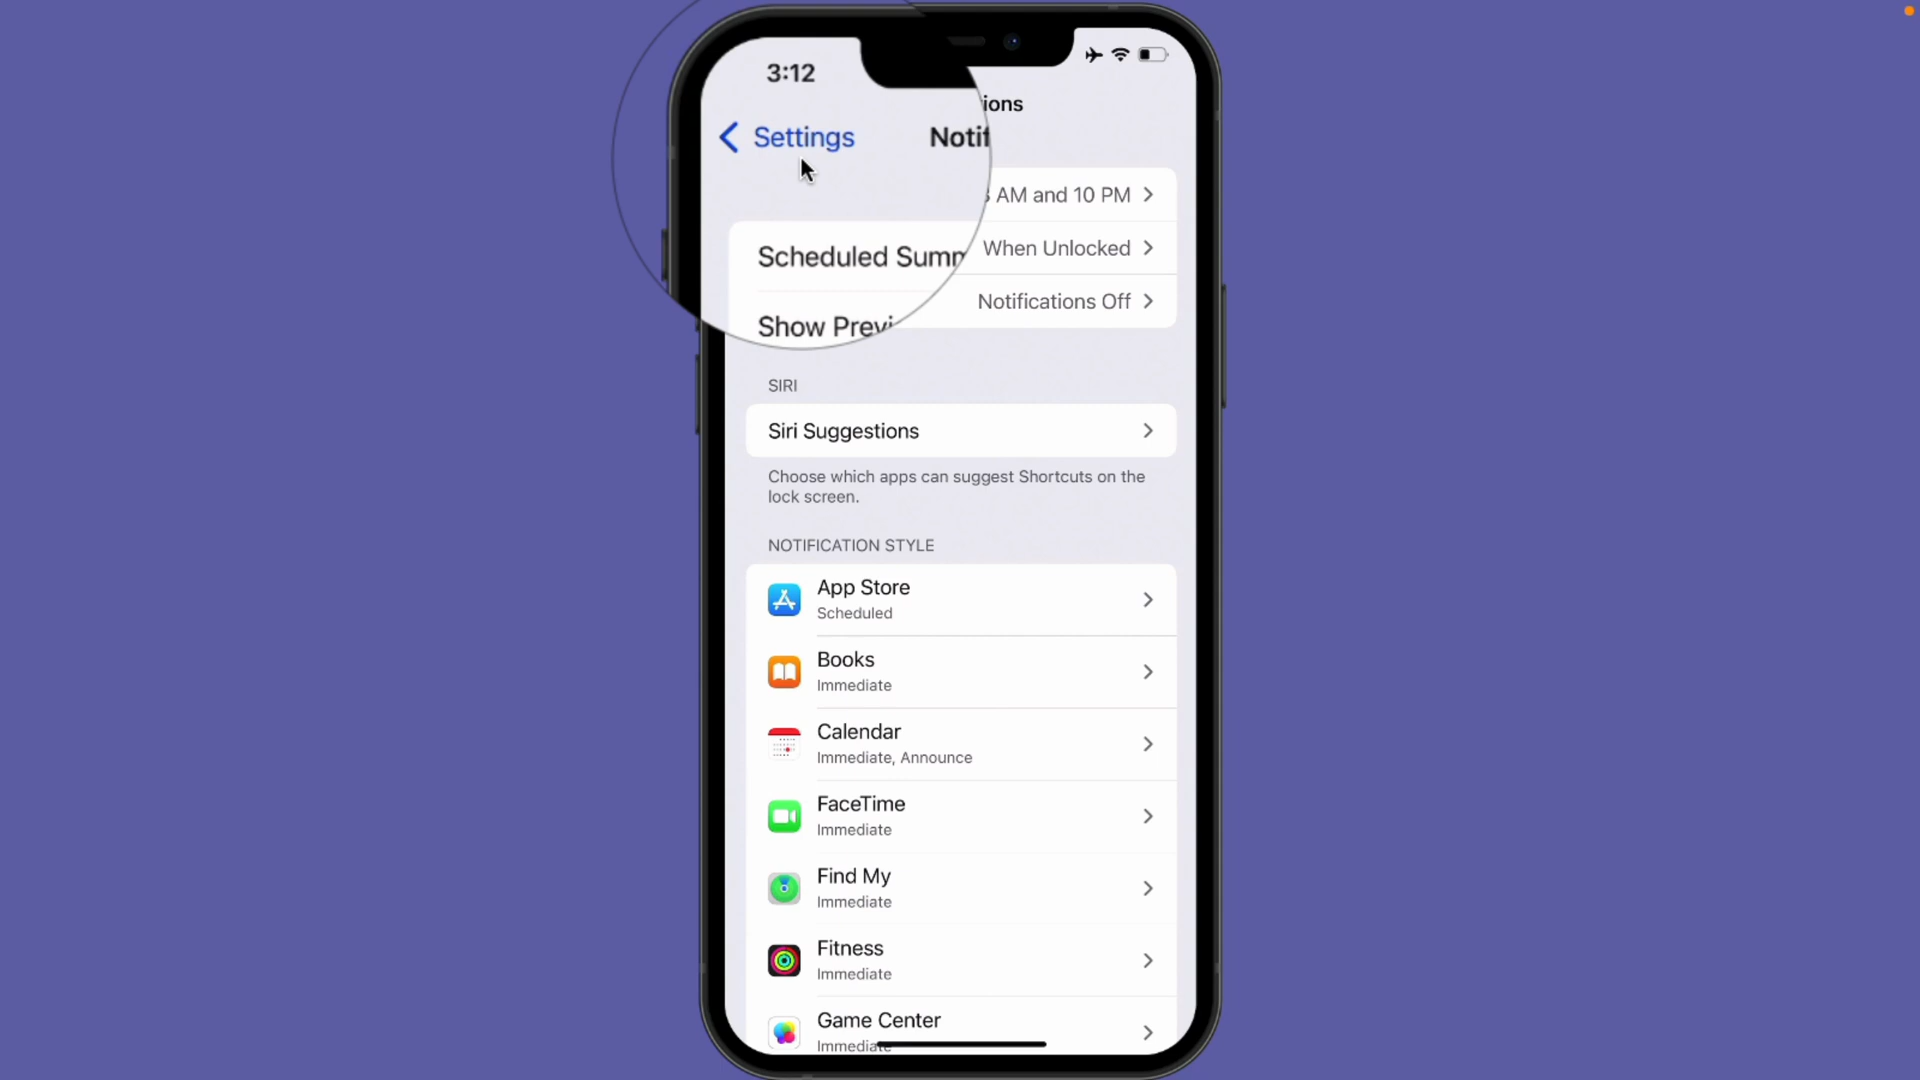 3:12
ions
Settings
Notif
AM and 10 PM
Scheduled Summ
When Unlocked
Notifications Off
Show Previ
SIRI
Siri Suggestions
Choose which apps can suggest Shortcuts on the
lock screen.
NOTIFICATION STYLE
App Store
Scheduled
Books
Immediate
Calendar
Immediate, Announce
FaceTime
Immediate
Find My
Immediate
Fitness
Immediate
Game Center
Immediate